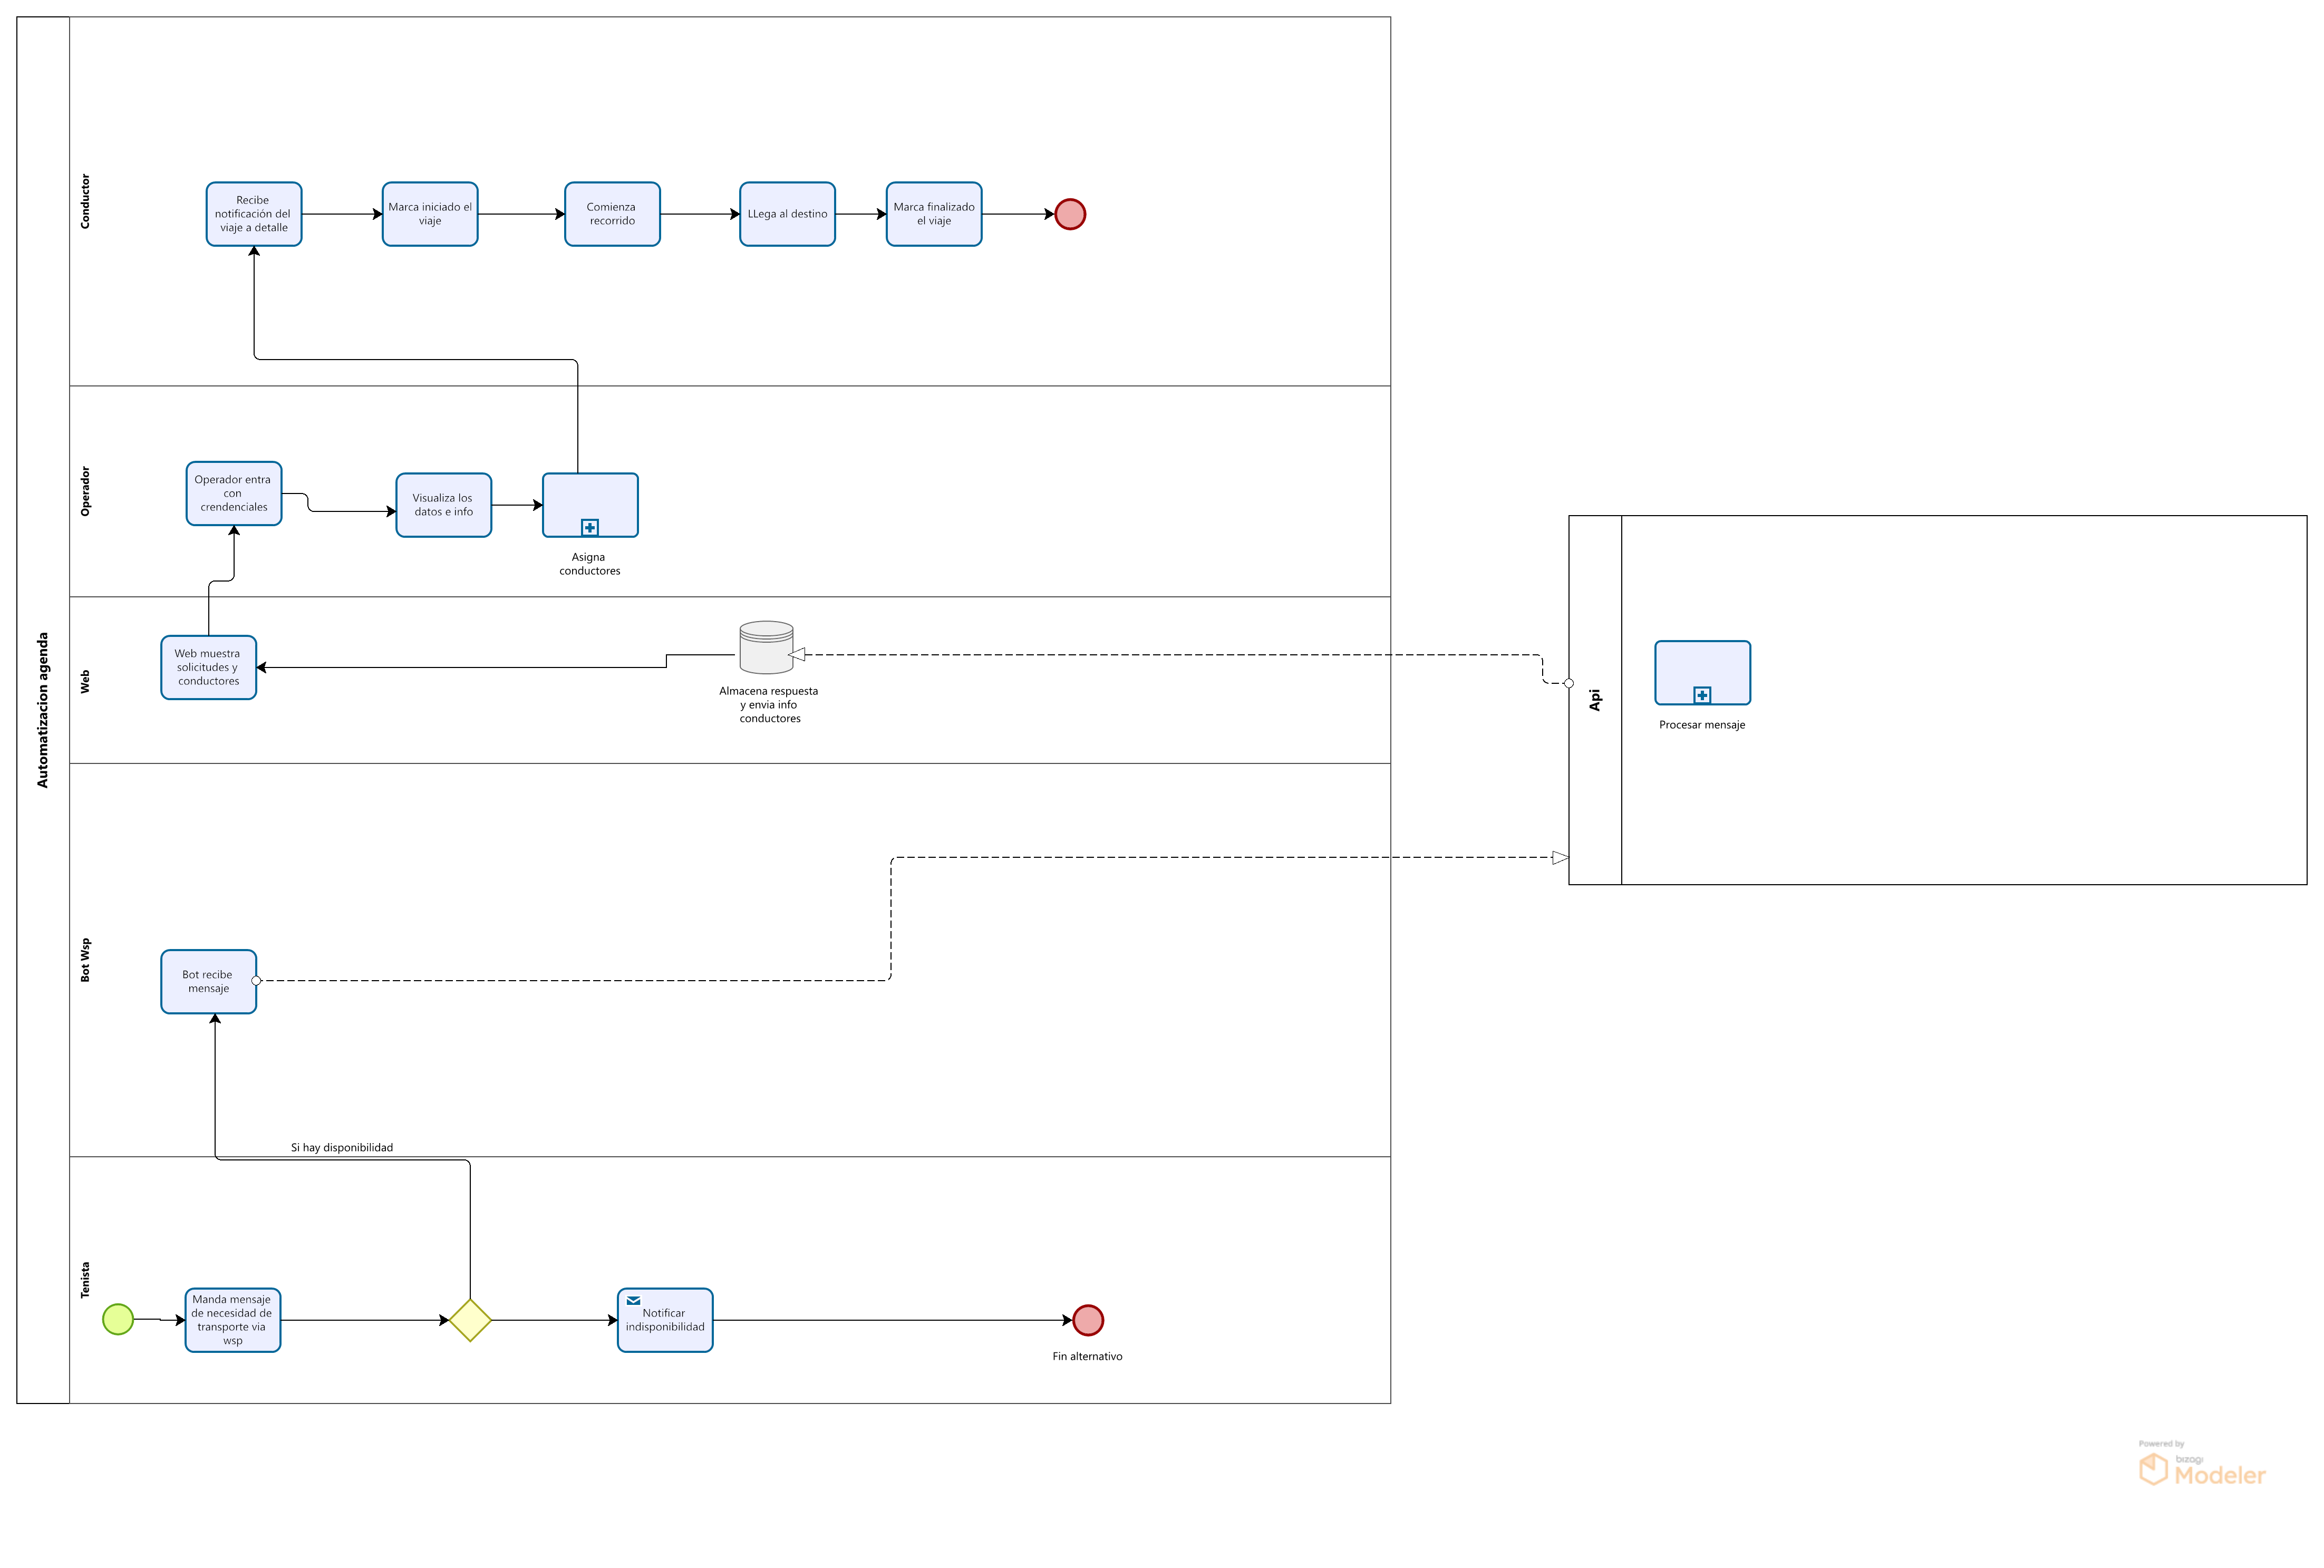 Automatizacion agenda
Conductor
Recibe
notificación del
viaje a detalle
Marca iniciado el
viaje
Comienza
recorrido
LLega al destino
Marca finalizado
el viaje
Operador
Operador entra
con
crendenciales
Visualiza los
datos e info
Asigna
conductores
Web
Web muestra
solicitudes y
conductores
Almacena respuesta
y envia info
conductores
Api
Procesar mensaje
Bot Wsp
Bot recibe
mensaje
Si hay disponibilidad
Tenista
Manda mensaje
de necesidad de
transporte via
wsp
Notificar
indisponibilidad
Fin alternativo
Powered by
bizagi
Modeler